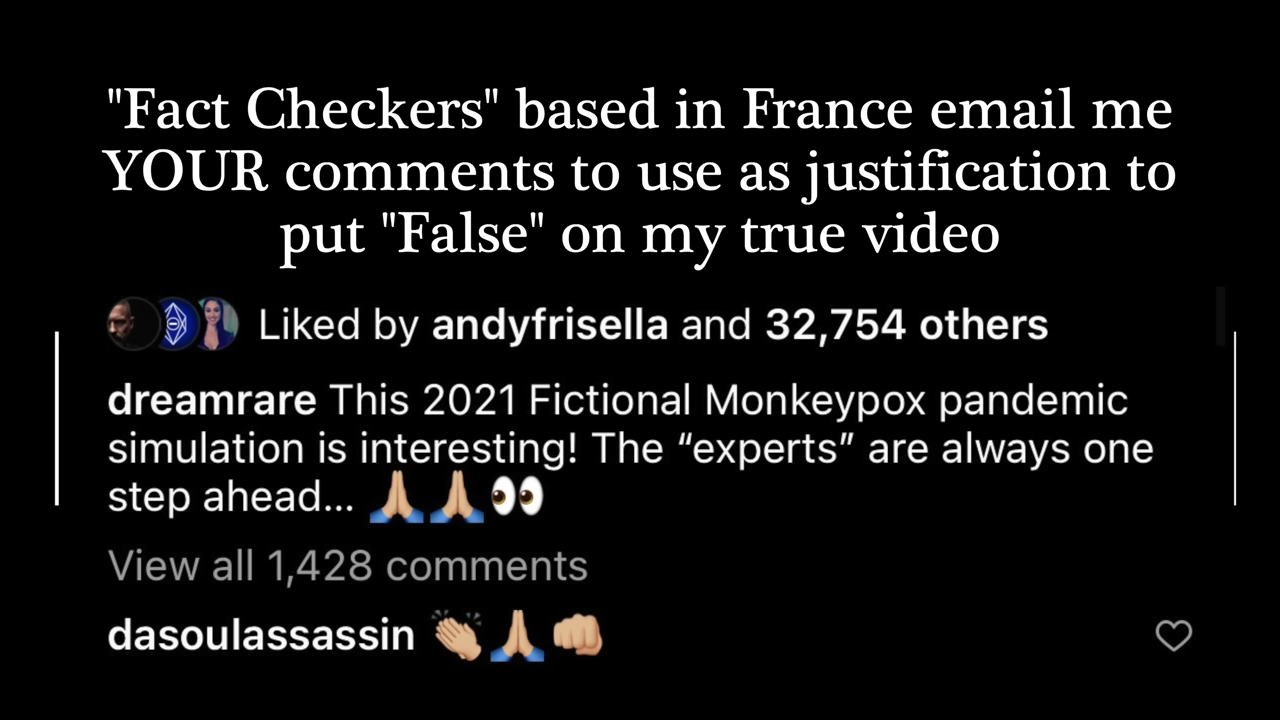 "Fact Checkers" based in France email me
YOUR comments to use as justification to
put "False" on my true video
Liked by andyfrisella and 32,754 others
dreamrare This 2021 Fictional Monkeypox pandemic
simulation is interesting! The “experts” are always one
step ahead... 🙏🏼🙏🏼👀
View all 1,428 comments
dasoulassassin 👏🏼🙏🏼👊🏼